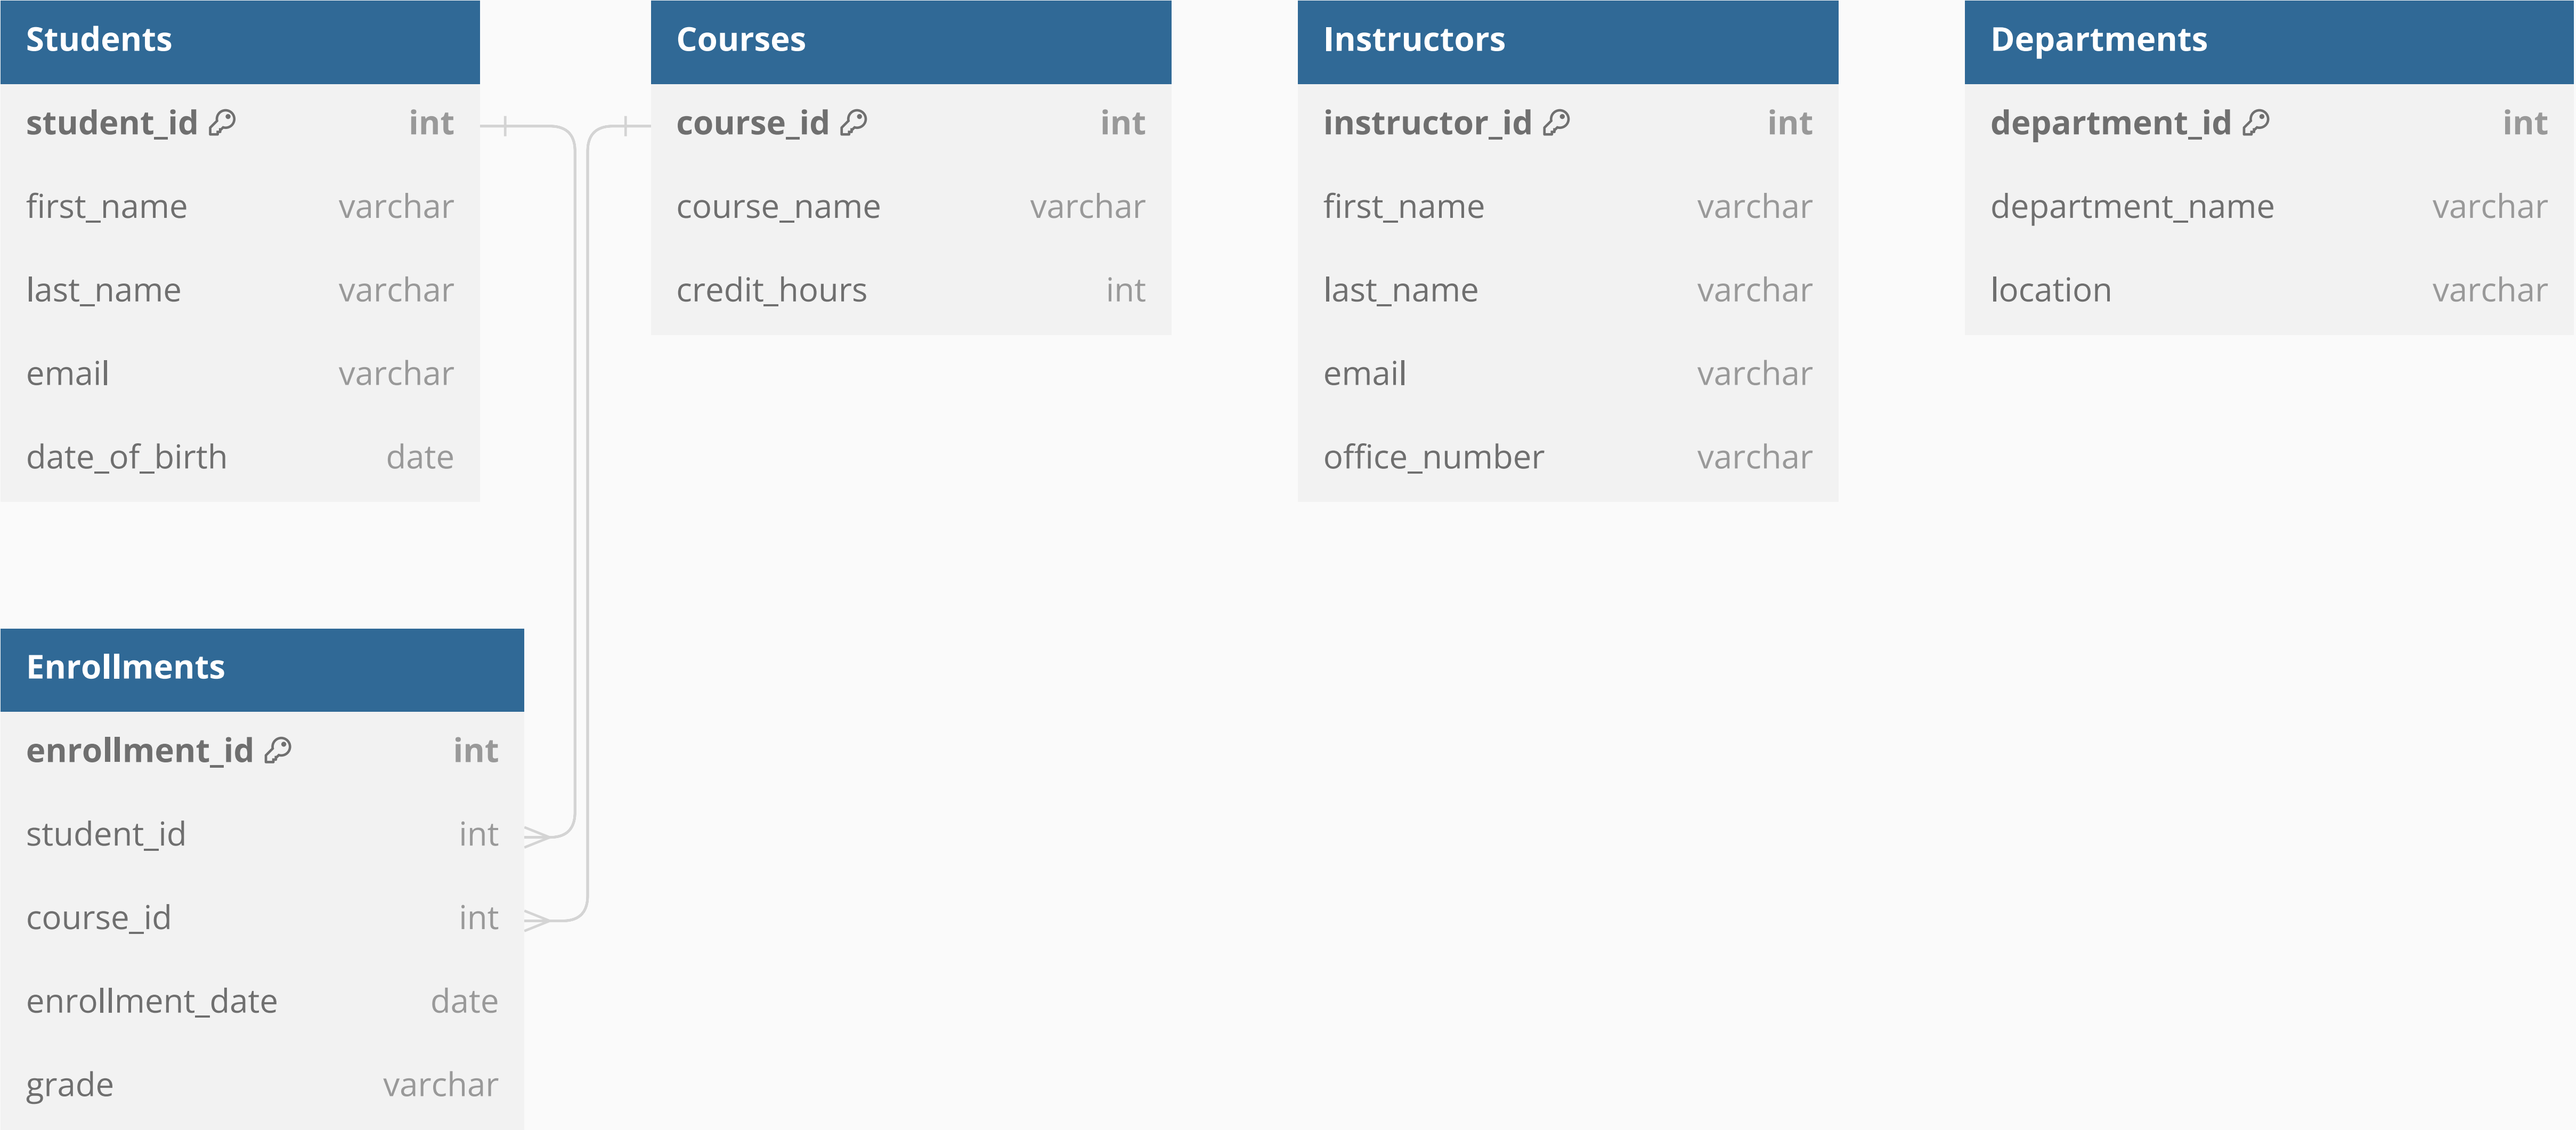 Students
student_id int
first_name varchar
last_name varchar
email varchar
date_of_birth date
Courses
course_id int
course_name varchar
credit_hours int
Instructors
instructor_id int
first_name varchar
last_name varchar
email varchar
office_number varchar
Departments
department_id int
department_name varchar
location varchar
Enrollments
enrollment_id int
student_id int
course_id int
enrollment_date date
grade varchar